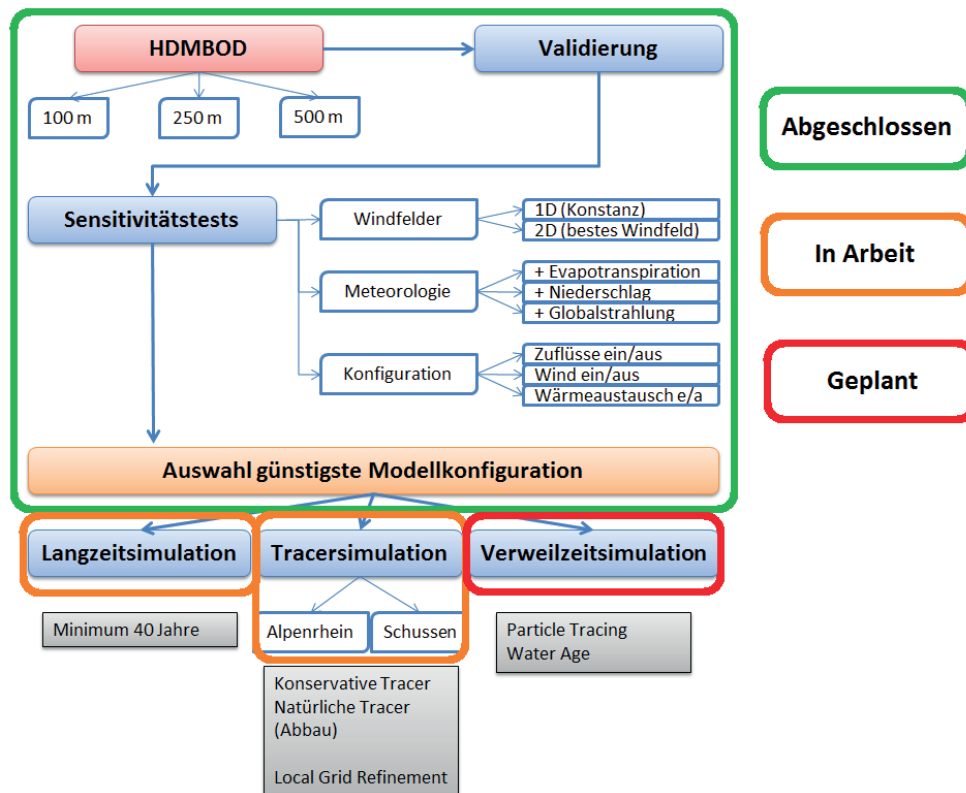 HDMBOD
Validierung
100 m
250 m
500 m
Abgeschlossen
Sensitivitätstests
Windfelder
1D (Konstanz)
2D (bestes Windfeld)
In Arbeit
Meteorologie
+ Evapotranspiration
+ Niederschlag
+ Globalstrahlung
Konfiguration
Zuflüsse ein/aus
Wind ein/aus
Wärmeaustausch e/a
Geplant
Auswahl günstigste Modellkonfiguration
Langzeitsimulation
Tracersimulation
Verweilzeitsimulation
Minimum 40 Jahre
Alpenrhein
Schussen
Particle Tracing
Water Age
Konservative Tracer
Natürliche Tracer
(Abbau)
Local Grid Refinement